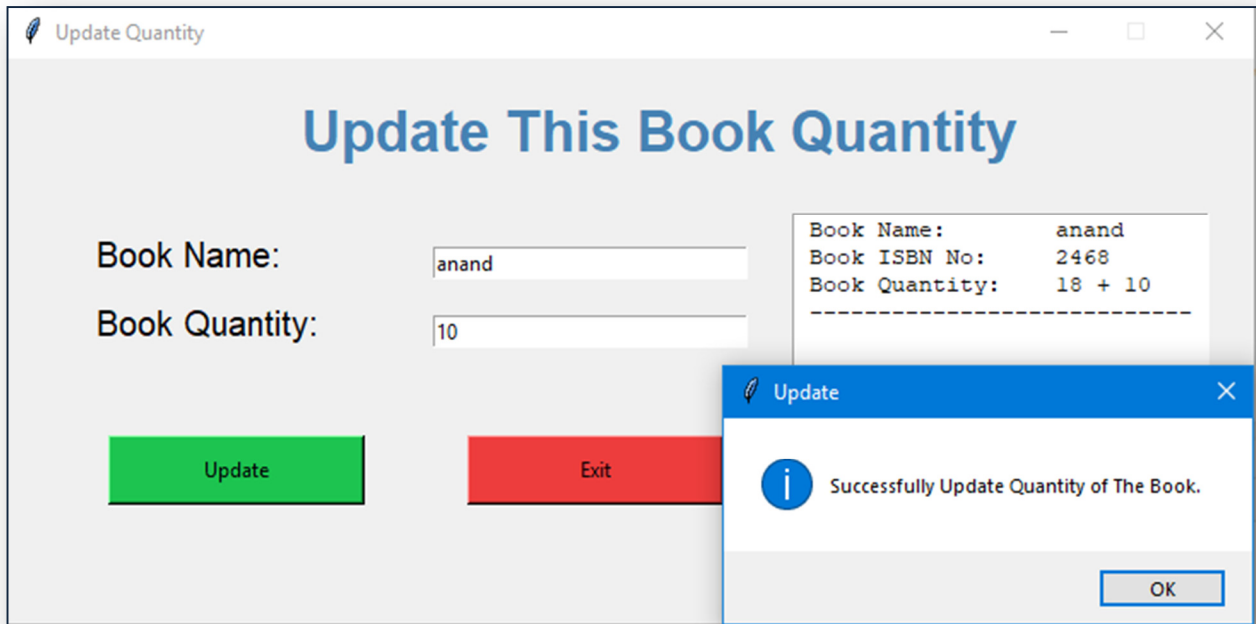 Update Quantity
Update This Book Quantity
Book Name:
anand
Book Quantity:
10
Book Name: anand
Book ISBN No: 2468
Book Quantity: 18 + 10
----------------------------
Update
Exit
Update
Successfully Update Quantity of The Book.
OK